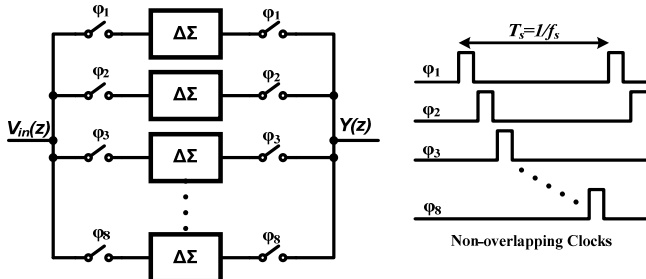 φ1
ΔΣ
φ1
φ2
ΔΣ
φ2
Vin(z)
φ3
ΔΣ
φ3
Y(z)
φ8
ΔΣ
φ8
Ts=1/fs
φ1
φ2
φ3
φ8
Non-overlapping Clocks